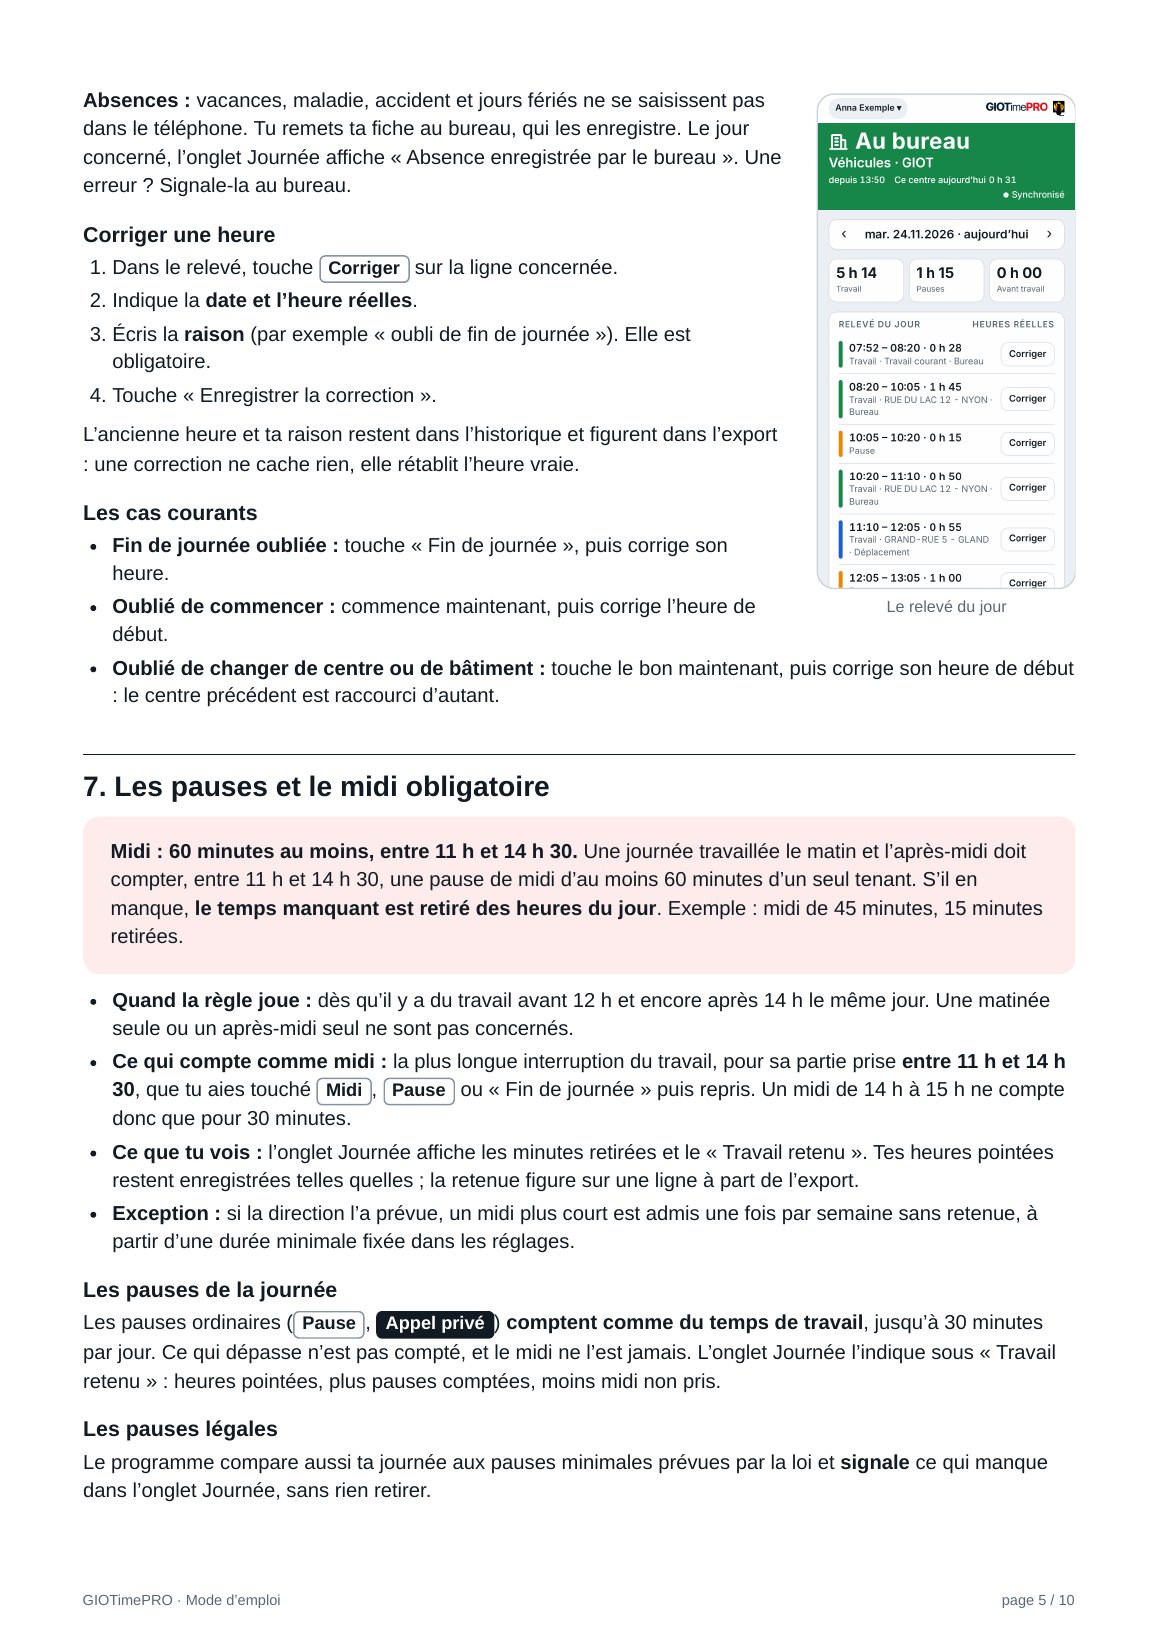 Absences : vacances, maladie, accident et jours fériés ne se saisissent pas
dans le téléphone. Tu remets ta fiche au bureau, qui les enregistre. Le jour
concerné, l’onglet Journée affiche « Absence enregistrée par le bureau ». Une
erreur ? Signale-la au bureau.
Corriger une heure
1. Dans le relevé, touche Corriger sur la ligne concernée.
2. Indique la date et l’heure réelles.
3. Écris la raison (par exemple « oubli de fin de journée »). Elle est
obligatoire.
4. Touche « Enregistrer la correction ».
L’ancienne heure et ta raison restent dans l’historique et figurent dans l’export
: une correction ne cache rien, elle rétablit l’heure vraie.
Les cas courants
• Fin de journée oubliée : touche « Fin de journée », puis corrige son
heure.
• Oublié de commencer : commence maintenant, puis corrige l’heure de
début.
• Oublié de changer de centre ou de bâtiment : touche le bon maintenant, puis corrige son heure de début
: le centre précédent est raccourci d’autant.
Anna Exemple ▾
GIOTimePRO
Au bureau
Véhicules · GIOT
depuis 13:50 Ce centre aujourd’hui 0 h 31
● Synchronisé
‹ mar. 24.11.2026 · aujourd’hui ›
5 h 14 1 h 15 0 h 00
Travail Pauses Avant travail
RELEVÉ DU JOUR HEURES RÉELLES
07:52 – 08:20 · 0 h 28
Travail · Travail courant · Bureau
Corriger
08:20 – 10:05 · 1 h 45
Travail · RUE DU LAC 12 - NYON ·
Bureau
Corriger
10:05 – 10:20 · 0 h 15
Pause
Corriger
10:20 – 11:10 · 0 h 50
Travail · RUE DU LAC 12 - NYON ·
Bureau
Corriger
11:10 – 12:05 · 0 h 55
Travail · GRAND-RUE 5 - GLAND
· Déplacement
Corriger
12:05 – 13:05 · 1 h 00
Corriger
Le relevé du jour
7. Les pauses et le midi obligatoire
Midi : 60 minutes au moins, entre 11 h et 14 h 30. Une journée travaillée le matin et l’après-midi doit
compter, entre 11 h et 14 h 30, une pause de midi d’au moins 60 minutes d’un seul tenant. S’il en
manque, le temps manquant est retiré des heures du jour. Exemple : midi de 45 minutes, 15 minutes
retirées.
• Quand la règle joue : dès qu’il y a du travail avant 12 h et encore après 14 h le même jour. Une matinée
seule ou un après-midi seul ne sont pas concernés.
• Ce qui compte comme midi : la plus longue interruption du travail, pour sa partie prise entre 11 h et 14 h
30, que tu aies touché Midi, Pause ou « Fin de journée » puis repris. Un midi de 14 h à 15 h ne compte
donc que pour 30 minutes.
• Ce que tu vois : l’onglet Journée affiche les minutes retirées et le « Travail retenu ». Tes heures pointées
restent enregistrées telles quelles ; la retenue figure sur une ligne à part de l’export.
• Exception : si la direction l’a prévue, un midi plus court est admis une fois par semaine sans retenue, à
partir d’une durée minimale fixée dans les réglages.
Les pauses de la journée
Les pauses ordinaires (Pause, Appel privé) comptent comme du temps de travail, jusqu’à 30 minutes
par jour. Ce qui dépasse n’est pas compté, et le midi ne l’est jamais. L’onglet Journée l’indique sous « Travail
retenu » : heures pointées, plus pauses comptées, moins midi non pris.
Les pauses légales
Le programme compare aussi ta journée aux pauses minimales prévues par la loi et signale ce qui manque
dans l’onglet Journée, sans rien retirer.
GIOTimePRO · Mode d’emploi
page 5 / 10